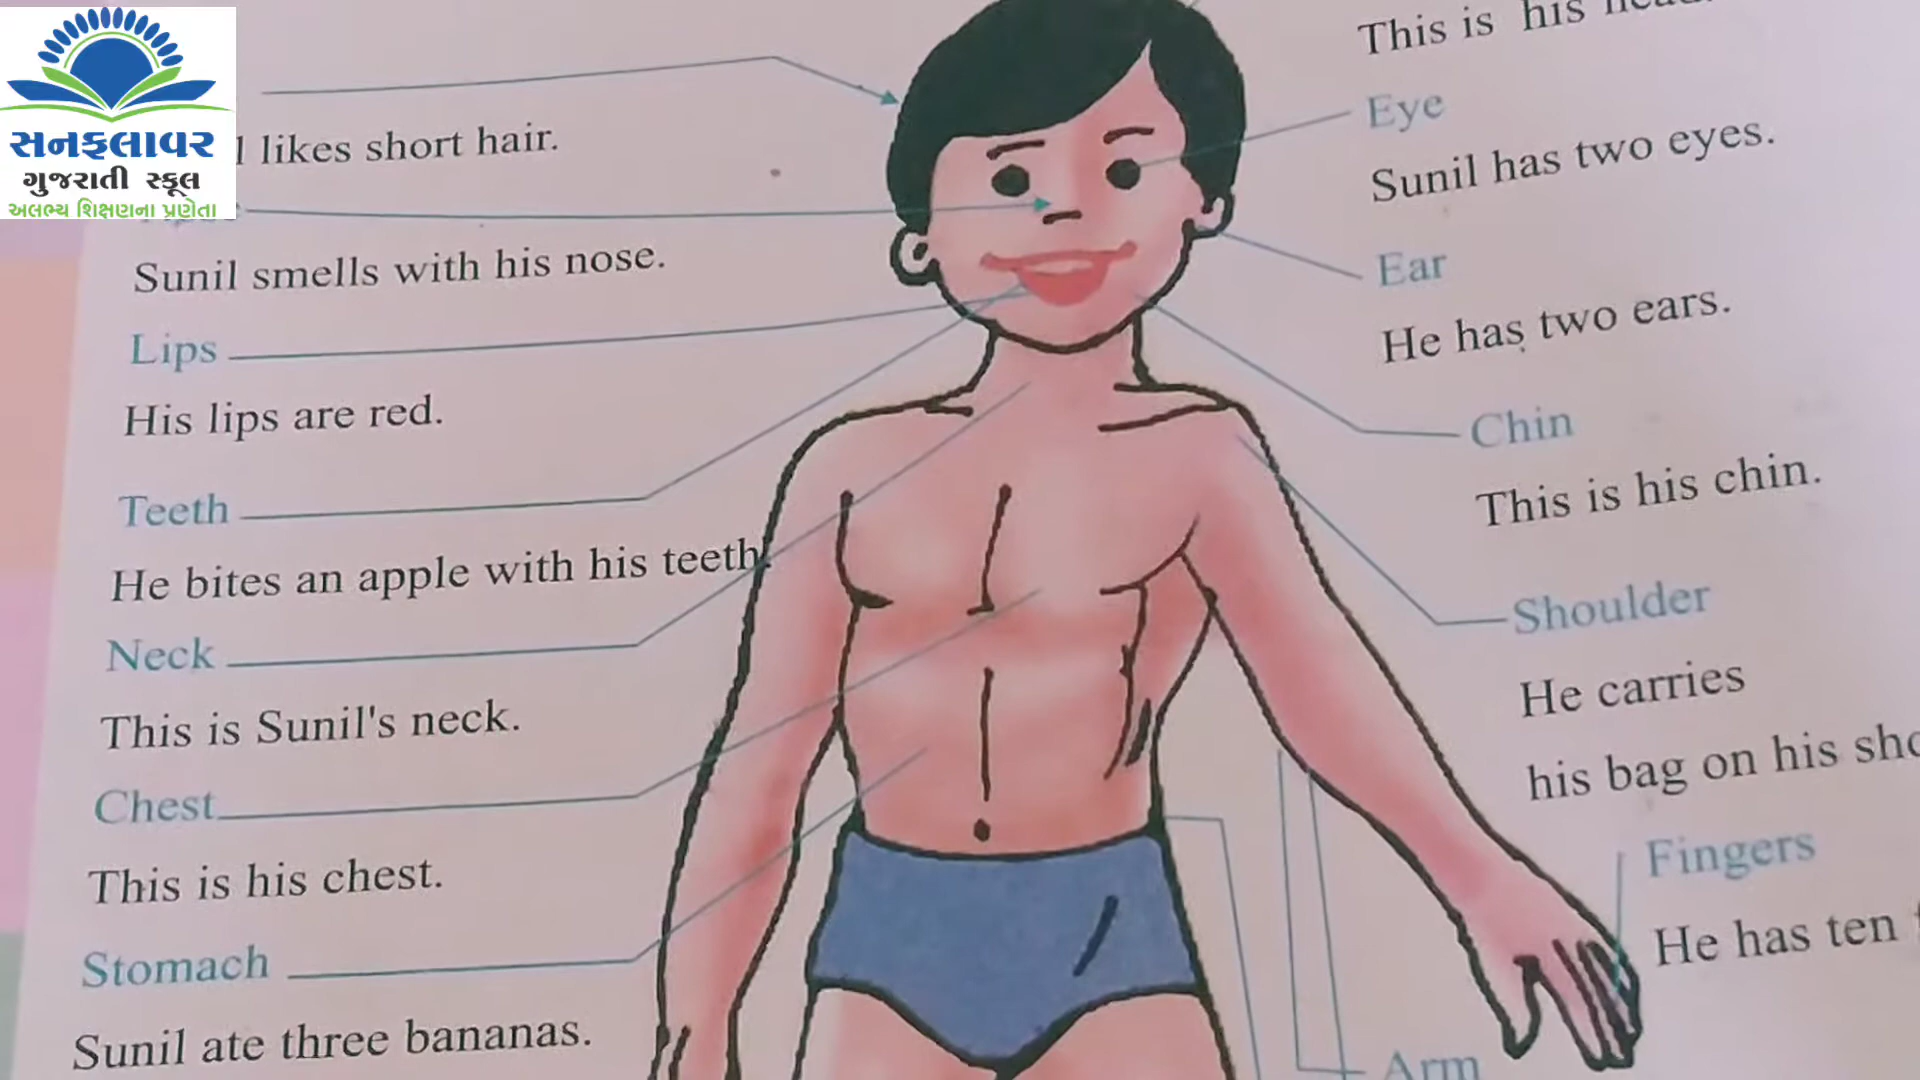 સનફલાવર
ગુજરાતી સ્કૂલ
અલભ્ય શિક્ષણના પ્રણેતા
likes short hair.
Sunil smells with his nose.
Lips
His lips are red.
Teeth
He bites an apple with his teeth.
Neck
This is Sunil's neck.
Chest
This is his chest.
Stomach
Sunil ate three bananas.
This is his head.
Eye
Sunil has two eyes.
Ear
He has two ears.
Chin
This is his chin.
Shoulder
He carries
his bag on his
Fingers
He has ten
Arm